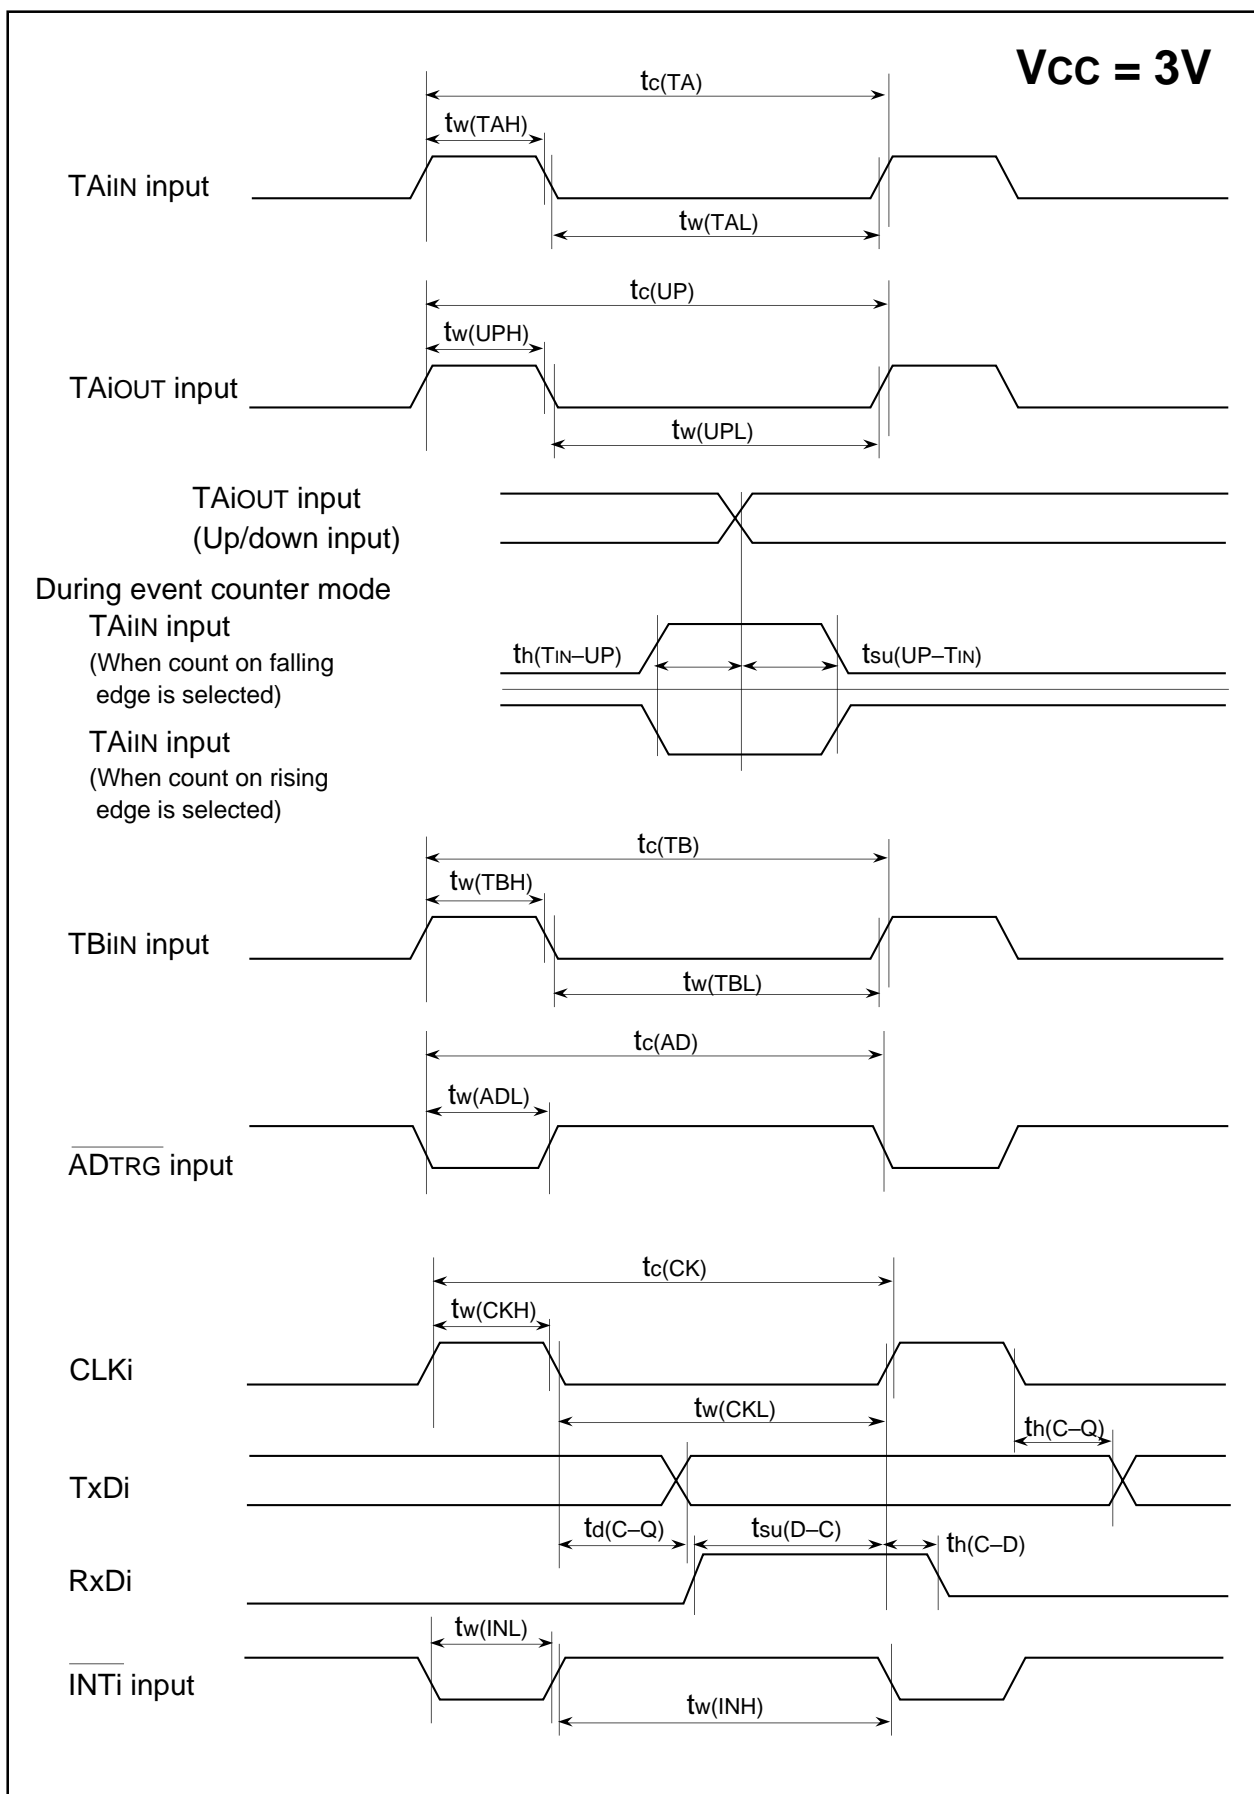 VCC = 3V
tc(TA)
tw(TAH)
TAiIN input
tw(TAL)
tc(UP)
tw(UPH)
TAiOUT input
tw(UPL)
TAiOUT input
(Up/down input)
During event counter mode
TAiIN input
(When count on falling
edge is selected)
th(TIN–UP)
tsu(UP–TIN)
TAiIN input
(When count on rising
edge is selected)
tc(TB)
tw(TBH)
TBiIN input
tw(TBL)
tc(AD)
tw(ADL)
ADTRG input
tc(CK)
tw(CKH)
CLKi
tw(CKL)
th(C–Q)
TxDi
td(C–Q)
tsu(D–C)
th(C–D)
RxDi
tw(INL)
INTi input
tw(INH)